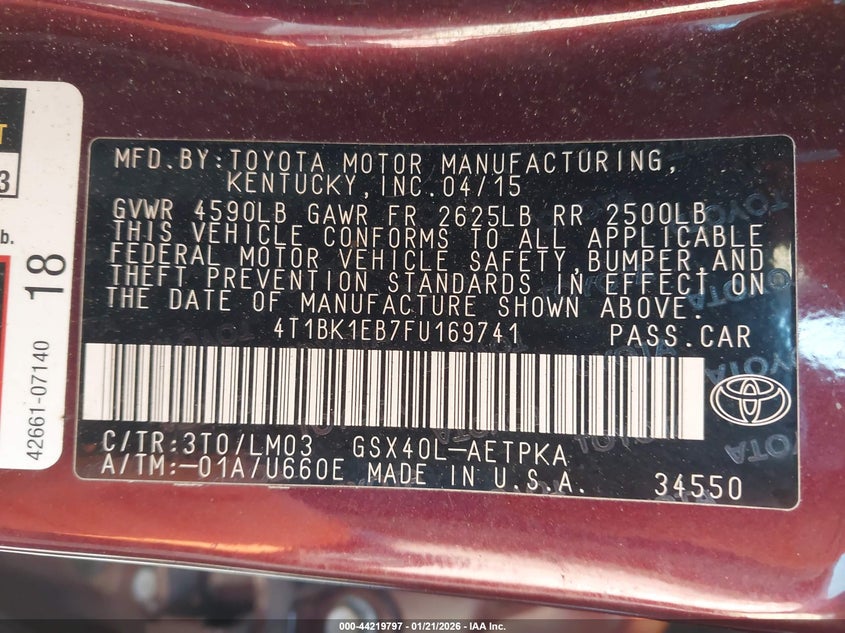 T
3
b.
18
42661-07140
MFD.BY:TOYOTA MOTOR MANUFACTURING,
KENTUCKY, INC. 04/15
GVWR 4590LB GAWR FR 2625LB RR 2500LB
THIS VEHICLE CONFORMS TO ALL APPLICABLE
FEDERAL MOTOR VEHICLE SAFETY, BUMPER, AND
THEFT PREVENTION STANDARDS IN EFFECT ON
THE DATE OF MANUFACTURE SHOWN ABOVE.
4T1BK1EB7FU169741 PASS.CAR
C/TR:3T0/LM03 GSX40L-AETPKA
A/TM:-01A/U660E MADE IN U.S.A. 34550
TOYOTA
000-44219797 - 01/21/2026 - IAA Inc.